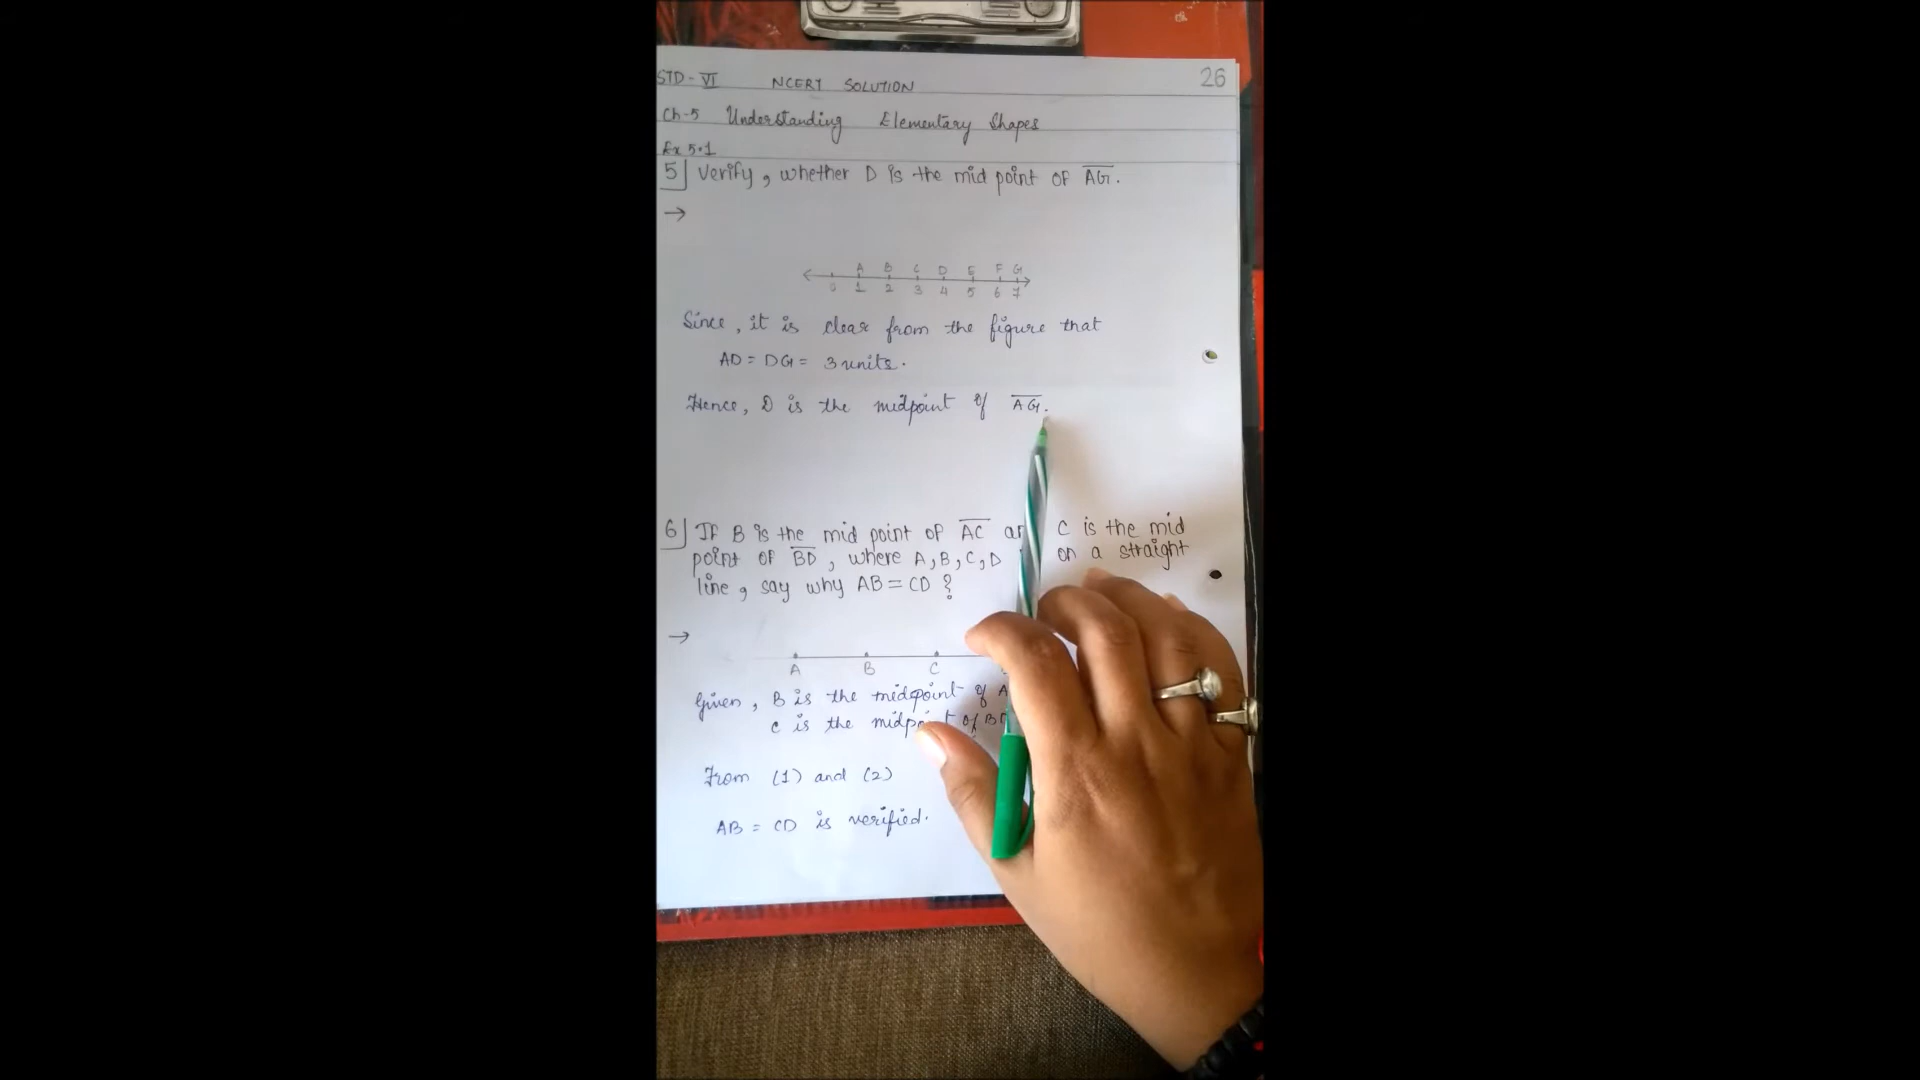 26
STD - VI NCERT SOLUTION
Ch-5 Understanding Elementary Shapes
Ex 5.1
5] Verify, whether D is the mid point of AG.
→
A B C D E F G
0 1 2 3 4 5 6 7
Since, it is clear from the figure that
AD = DG = 3 units.
Hence, D is the midpoint of AG.
6] If B is the mid point of AC C is the mid
point of BD, where A,B,C,D on a straight
line, say why AB = CD ?
→
A B C
Given, B is the midpoint of A
C is the midpoint of B
From (1) and (2)
AB = CD is verified.